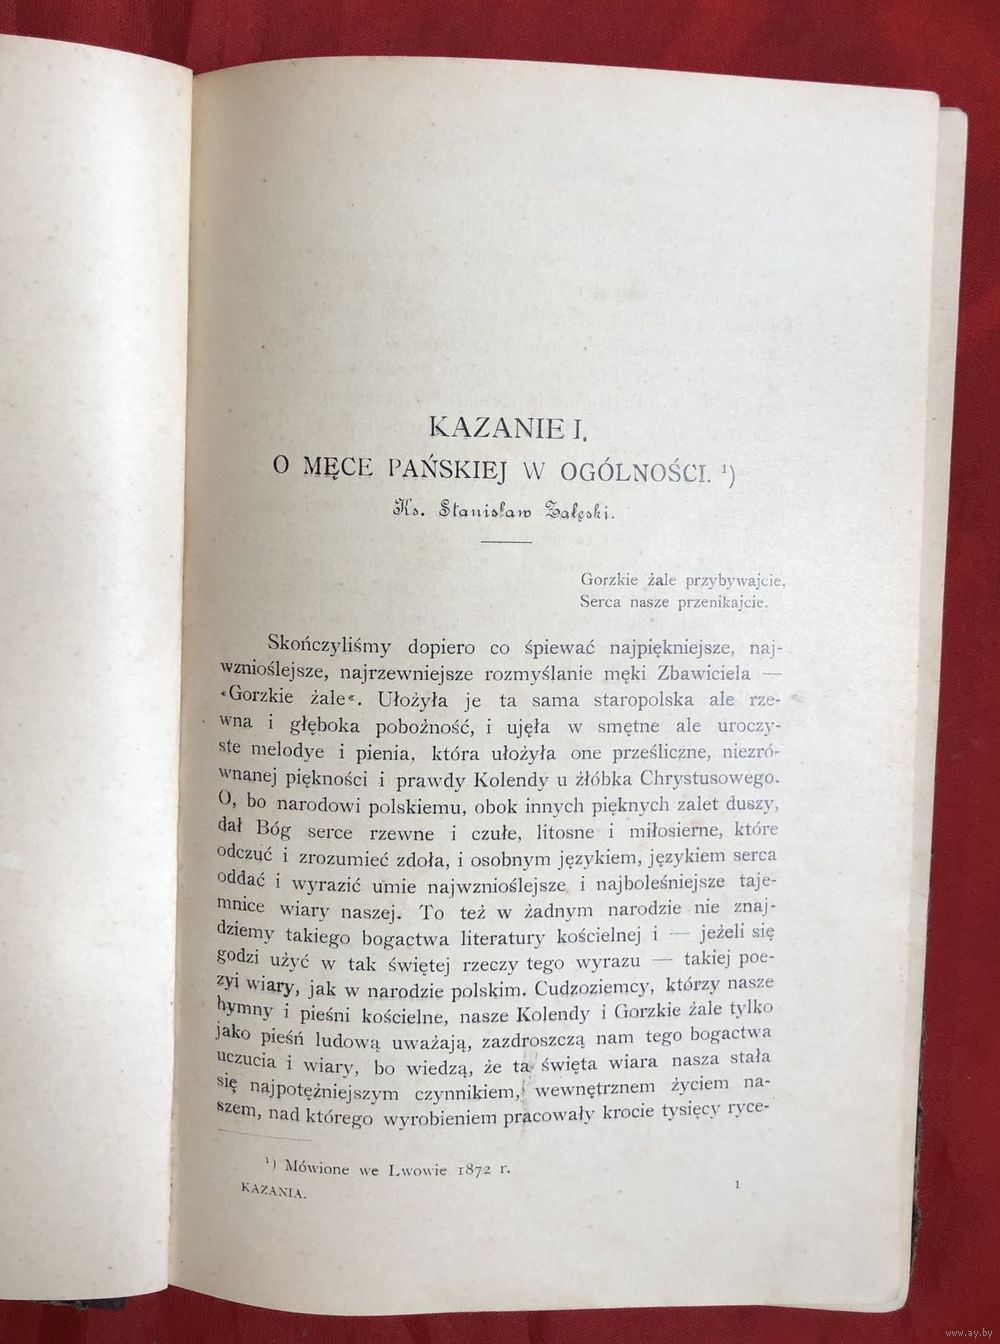 KAZANIE I.
O MĘCE PAŃSKIEJ W OGÓLNOŚCI. ¹)
Ks. Stanisław Załęski.
Gorzkie żale przybywajcie,
Serca nasze przenikajcie.
Skończyliśmy dopiero co śpiewać najpiękniejsze, naj-
wznioślejsze, najrzewniejsze rozmyślanie męki Zbawiciela —
«Gorzkie żale«. Ułożyła je ta sama staropolska ale rze-
wna i głęboka pobożność, i ujęła w smętne ale uroczy-
ste melodye i pienia, która ułożyła one prześliczne, niezró-
wnanej piękności i prawdy Kolendy u żłóbka Chrystusowego.
O, bo narodowi polskiemu, obok innych pięknych zalet duszy,
dał Bóg serce rzewne i czułe, litosne i miłosierne, które
odczuć i zrozumieć zdoła, i osobnym językiem, językiem serca
oddać i wyrazić umie najwznioślejsze i najboleśniejsze taje-
mnice wiary naszej. To też w żadnym narodzie nie znaj-
dziemy takiego bogactwa literatury kościelnej i — jeżeli się
godzi użyć w tak świętej rzeczy tego wyrazu — takiej poe-
zyi wiary, jak w narodzie polskim. Cudzoziemcy, którzy nasze
hymny i pieśni kościelne, nasze Kolendy i Gorzkie żale tylko
jako pieśń ludową uważają, zazdroszczą nam tego bogactwa
uczucia i wiary, bo wiedzą, że ta święta wiara nasza stała
się najpotężniejszym czynnikiem, wewnętrznem życiem na-
szem, nad którego wyrobieniem pracowały krocie tysięcy ryce-
¹) Mówione we Lwowie 1872 r.
KAZANIA. 1
www.ay.by